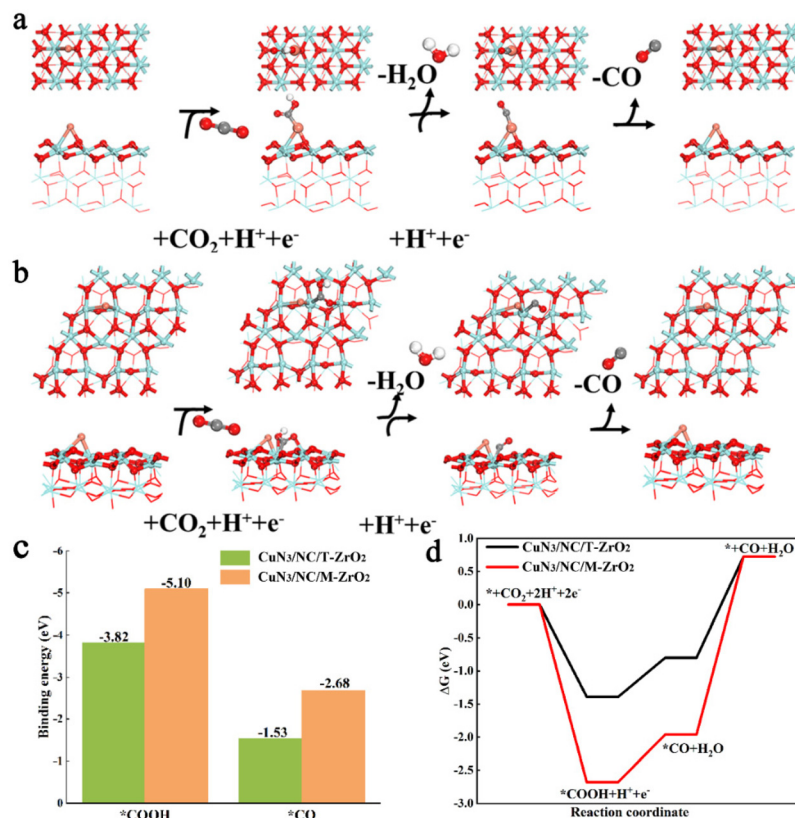 a
-H₂O
-CO
+CO₂+H⁺+e⁻
+H⁺+e⁻
b
-H₂O
-CO
+CO₂+H⁺+e⁻
+H⁺+e⁻
c
CuN₃/NC/T-ZrO₂
CuN₃/NC/M-ZrO₂
Binding energy (eV)
-6
-5
-4
-3
-2
-1
0
-3.82
-5.10
-1.53
-2.68
*COOH
*CO
d
CuN₃/NC/T-ZrO₂
CuN₃/NC/M-ZrO₂
ΔG (eV)
1.0
0.5
0.0
-0.5
-1.0
-1.5
-2.0
-2.5
-3.0
*+CO₂+2H⁺+2e⁻
*COOH+H⁺+e⁻
*CO+H₂O
*+CO+H₂O
Reaction coordinate